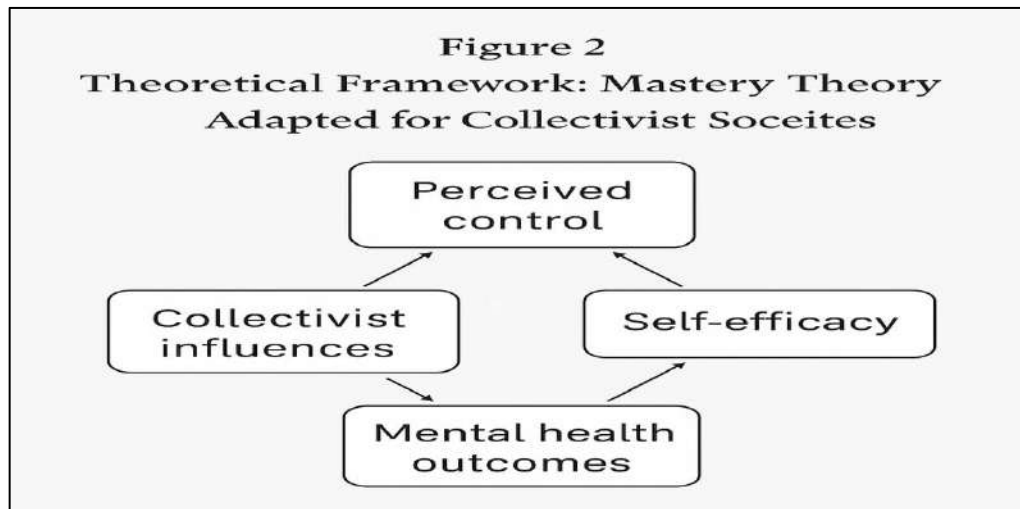 Figure 2
Theoretical Framework: Mastery Theory
Adapted for Collectivist Soceites
Perceived
control
Collectivist
influences
Self-efficacy
Mental health
outcomes